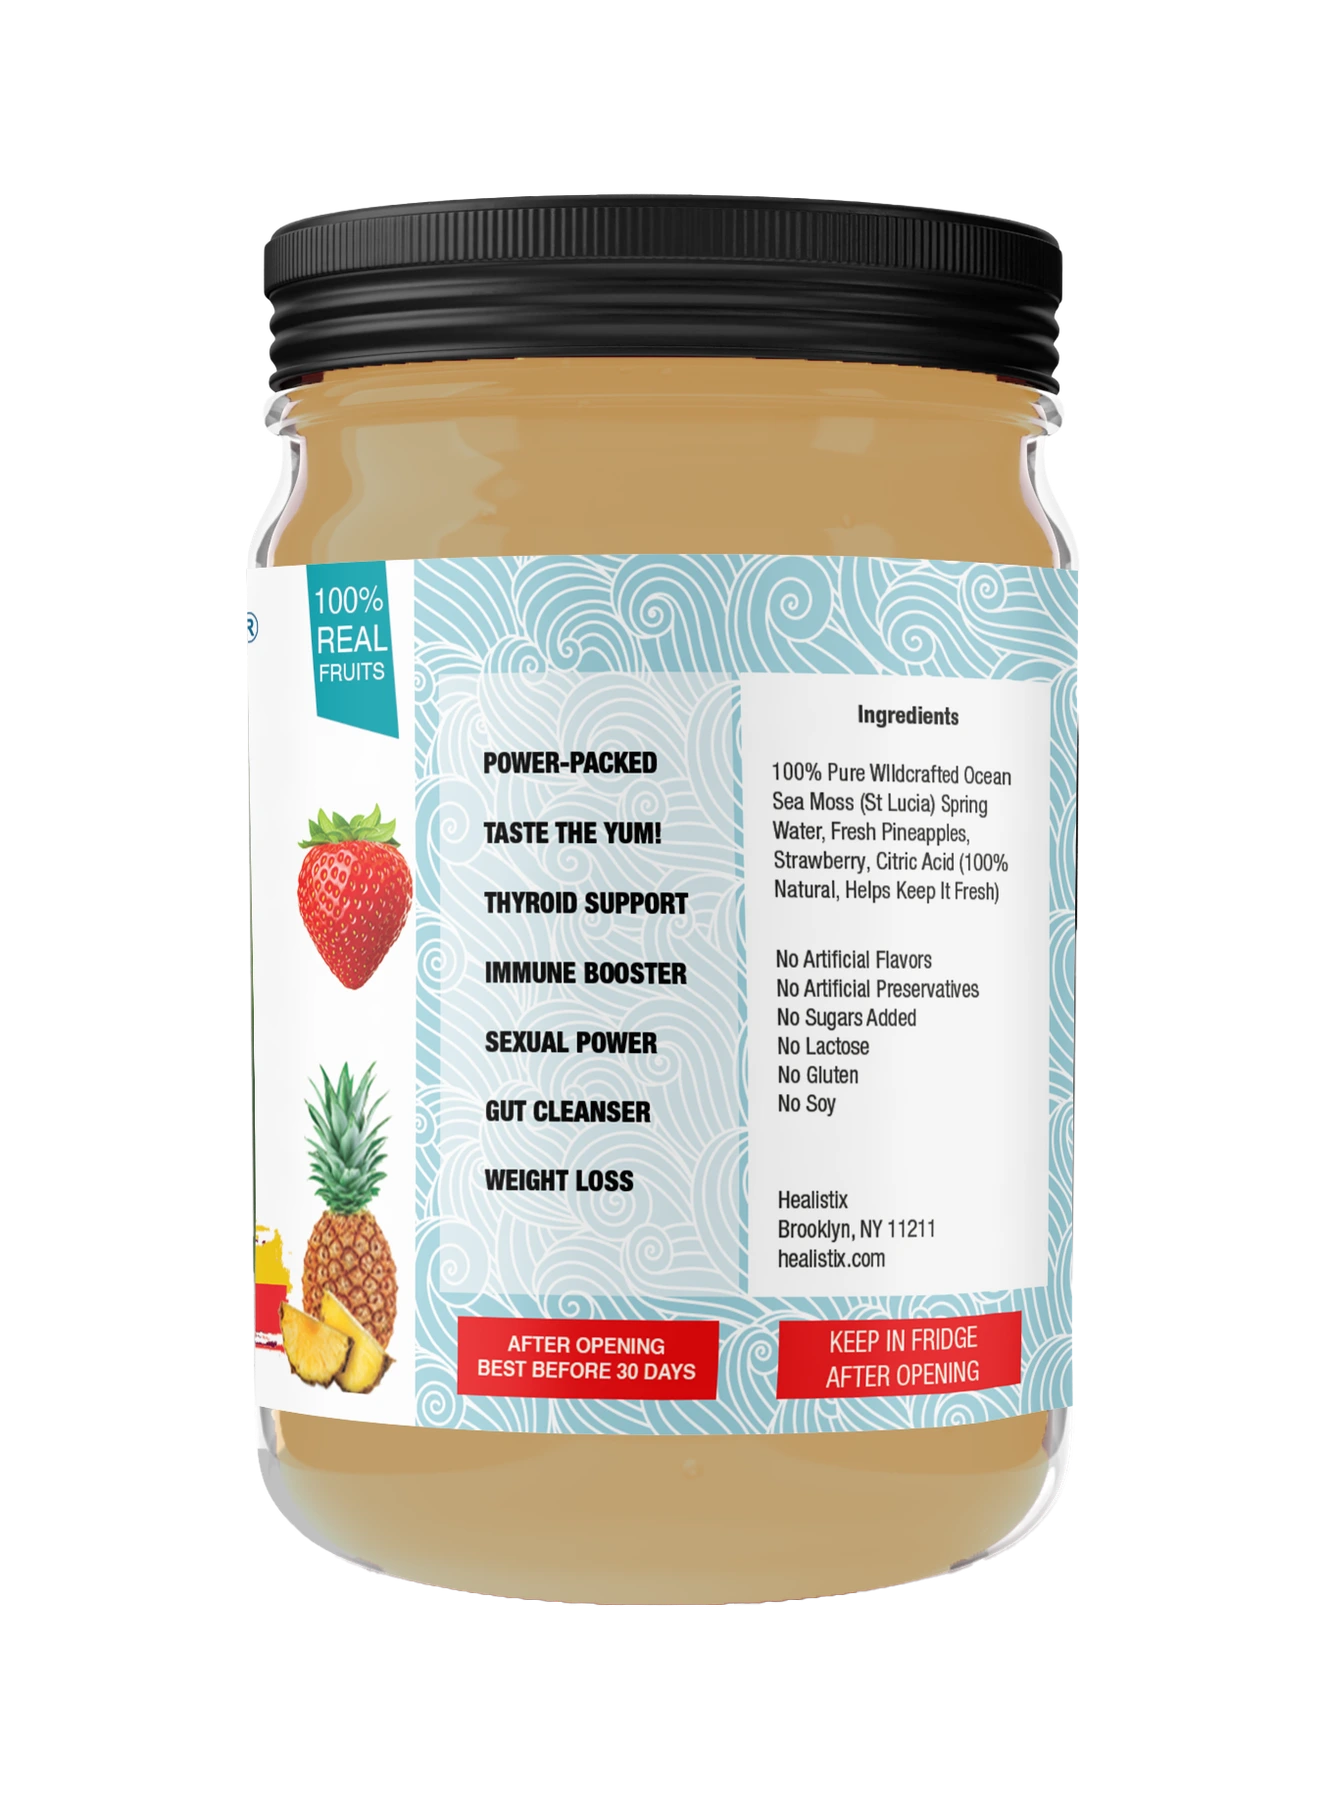 ®
100%
REAL
FRUITS
POWER-PACKED
TASTE THE YUM!
THYROID SUPPORT
IMMUNE BOOSTER
SEXUAL POWER
GUT CLEANSER
WEIGHT LOSS
AFTER OPENING
BEST BEFORE 30 DAYS
Ingredients
100% Pure WIldcrafted Ocean
Sea Moss (St Lucia) Spring
Water, Fresh Pineapples,
Strawberry, Citric Acid (100%
Natural, Helps Keep It Fresh)
No Artificial Flavors
No Artificial Preservatives
No Sugars Added
No Lactose
No Gluten
No Soy
Healistix
Brooklyn, NY 11211
healistix.com
KEEP IN FRIDGE
AFTER OPENING